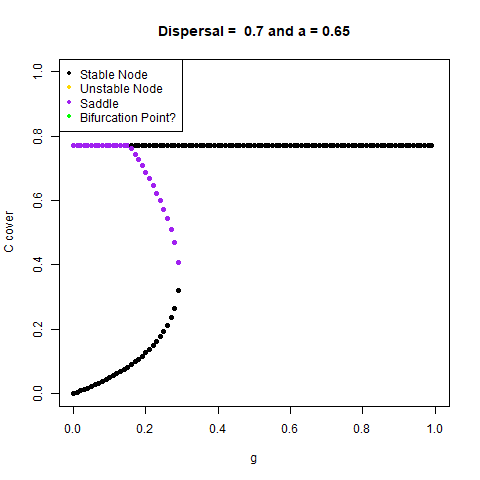 Dispersal =  0.7 and a = 0.65
Stable Node
Unstable Node
Saddle
Bifurcation Point?
C cover
1.0
0.8
0.6
0.4
0.2
0.0
0.0 0.2 0.4 0.6 0.8 1.0
g